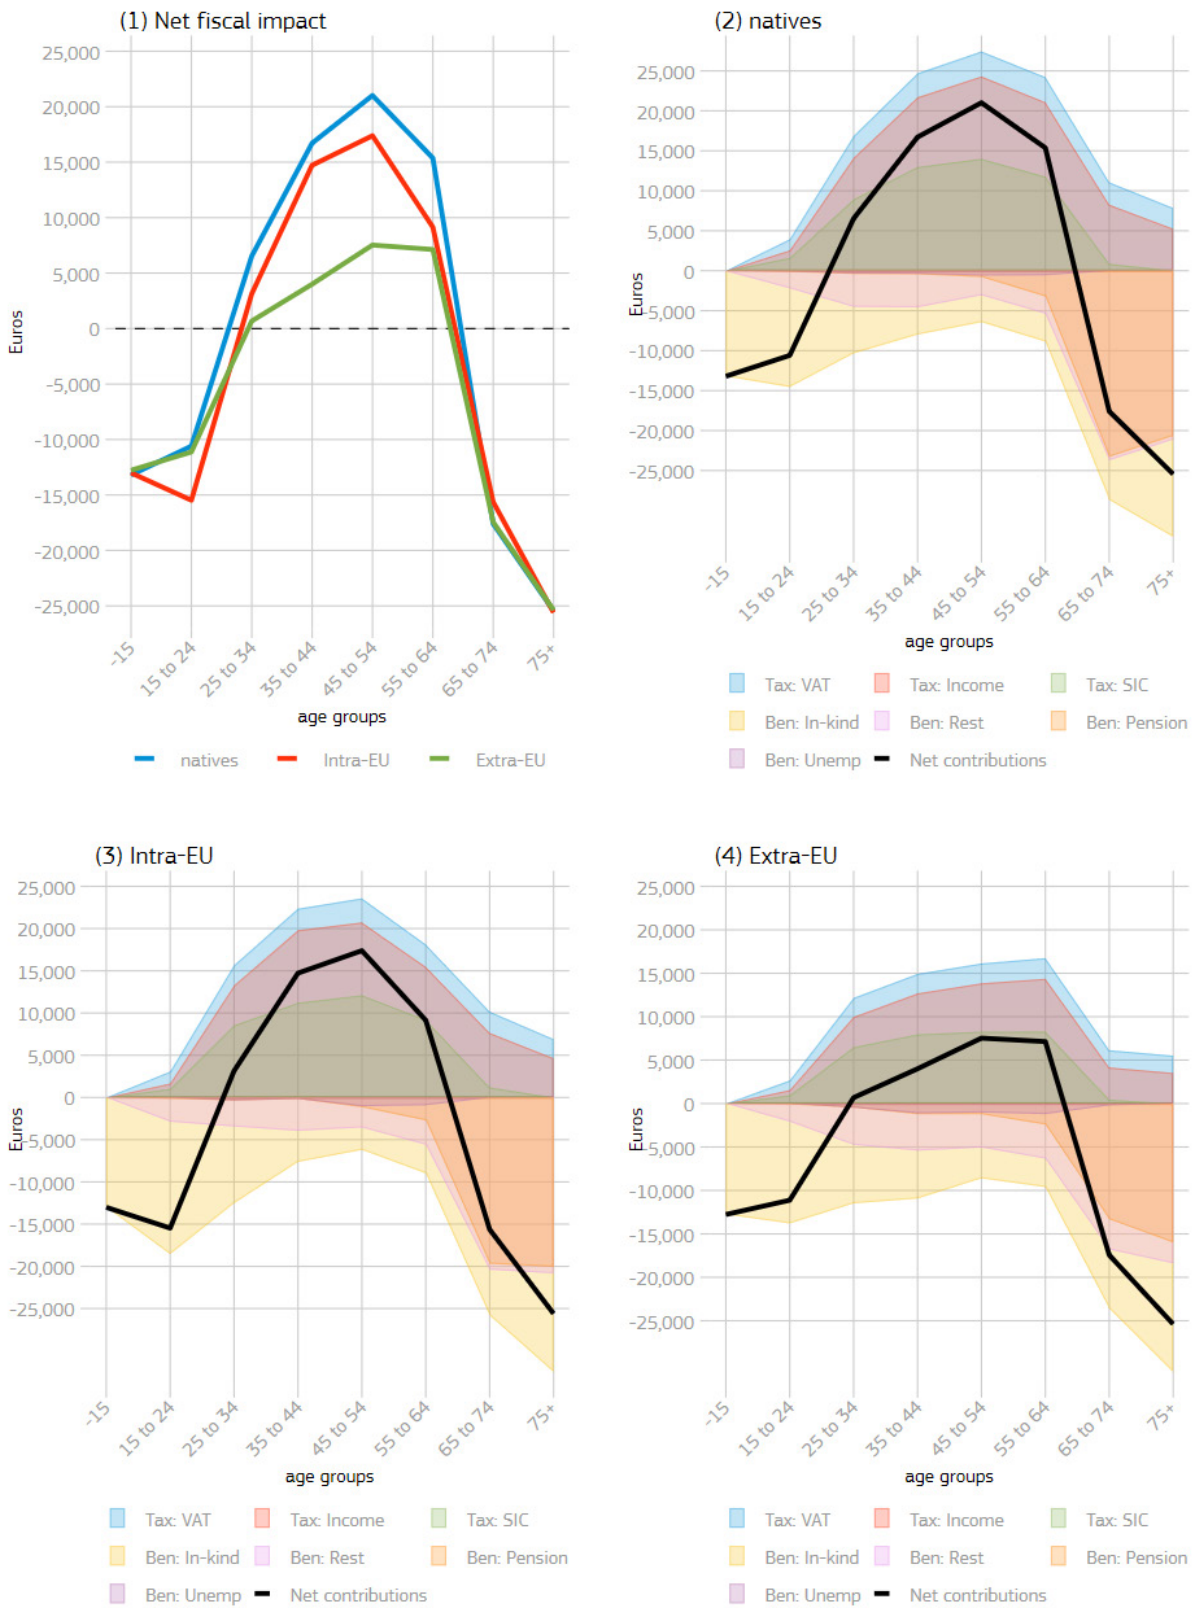 (1) Net fiscal impact
25,000
20,000
15,000
10,000
5,000
0
-5,000
-10,000
-15,000
-20,000
-25,000
Euros
-15
15 to 24
25 to 34
35 to 44
45 to 54
55 to 64
65 to 74
75+
age groups
natives Intra-EU Extra-EU
(2) natives
25,000
20,000
15,000
10,000
5,000
0
-5,000
-10,000
-15,000
-20,000
-25,000
Euros
-15
15 to 24
25 to 34
35 to 44
45 to 54
55 to 64
65 to 74
75+
age groups
Tax: VAT Tax: Income Tax: SIC
Ben: In-kind Ben: Rest Ben: Pension
Ben: Unemp Net contributions
(3) Intra-EU
25,000
20,000
15,000
10,000
5,000
0
-5,000
-10,000
-15,000
-20,000
-25,000
Euros
-15
15 to 24
25 to 34
35 to 44
45 to 54
55 to 64
65 to 74
75+
age groups
Tax: VAT Tax: Income Tax: SIC
Ben: In-kind Ben: Rest Ben: Pension
Ben: Unemp Net contributions
(4) Extra-EU
25,000
20,000
15,000
10,000
5,000
0
-5,000
-10,000
-15,000
-20,000
-25,000
Euros
-15
15 to 24
25 to 34
35 to 44
45 to 54
55 to 64
65 to 74
75+
age groups
Tax: VAT Tax: Income Tax: SIC
Ben: In-kind Ben: Rest Ben: Pension
Ben: Unemp Net contributions